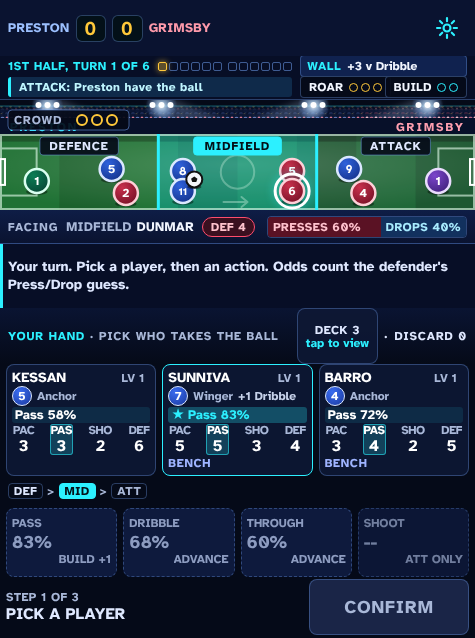 PRESTON 0 0 GRIMSBY
1ST HALF, TURN 1 OF 6
WALL +3 v Dribble
ATTACK: Preston have the ball
ROAR BUILD
CROWD
PRESTON GRIMSBY
DEFENCE MIDFIELD ATTACK
1 5 2 8 11 5 6 9 4 1
FACING MIDFIELD DUNMAR DEF 4 PRESSES 60% DROPS 40%
Your turn. Pick a player, then an action. Odds count the defender's
Press/Drop guess.
YOUR HAND · PICK WHO TAKES THE BALL
DECK 3
tap to view
· DISCARD 0
KESSAN LV 1
5 Anchor
Pass 58%
PAC PAS SHO DEF
3 3 2 6
SUNNIVA LV 1
7 Winger +1 Dribble
★ Pass 83%
PAC PAS SHO DEF
5 5 3 4
BENCH
BARRO LV 1
4 Anchor
Pass 72%
PAC PAS SHO DEF
3 4 2 5
BENCH
DEF > MID > ATT
PASS
83%
BUILD +1
DRIBBLE
68%
ADVANCE
THROUGH
60%
ADVANCE
SHOOT
--
ATT ONLY
STEP 1 OF 3
PICK A PLAYER
CONFIRM